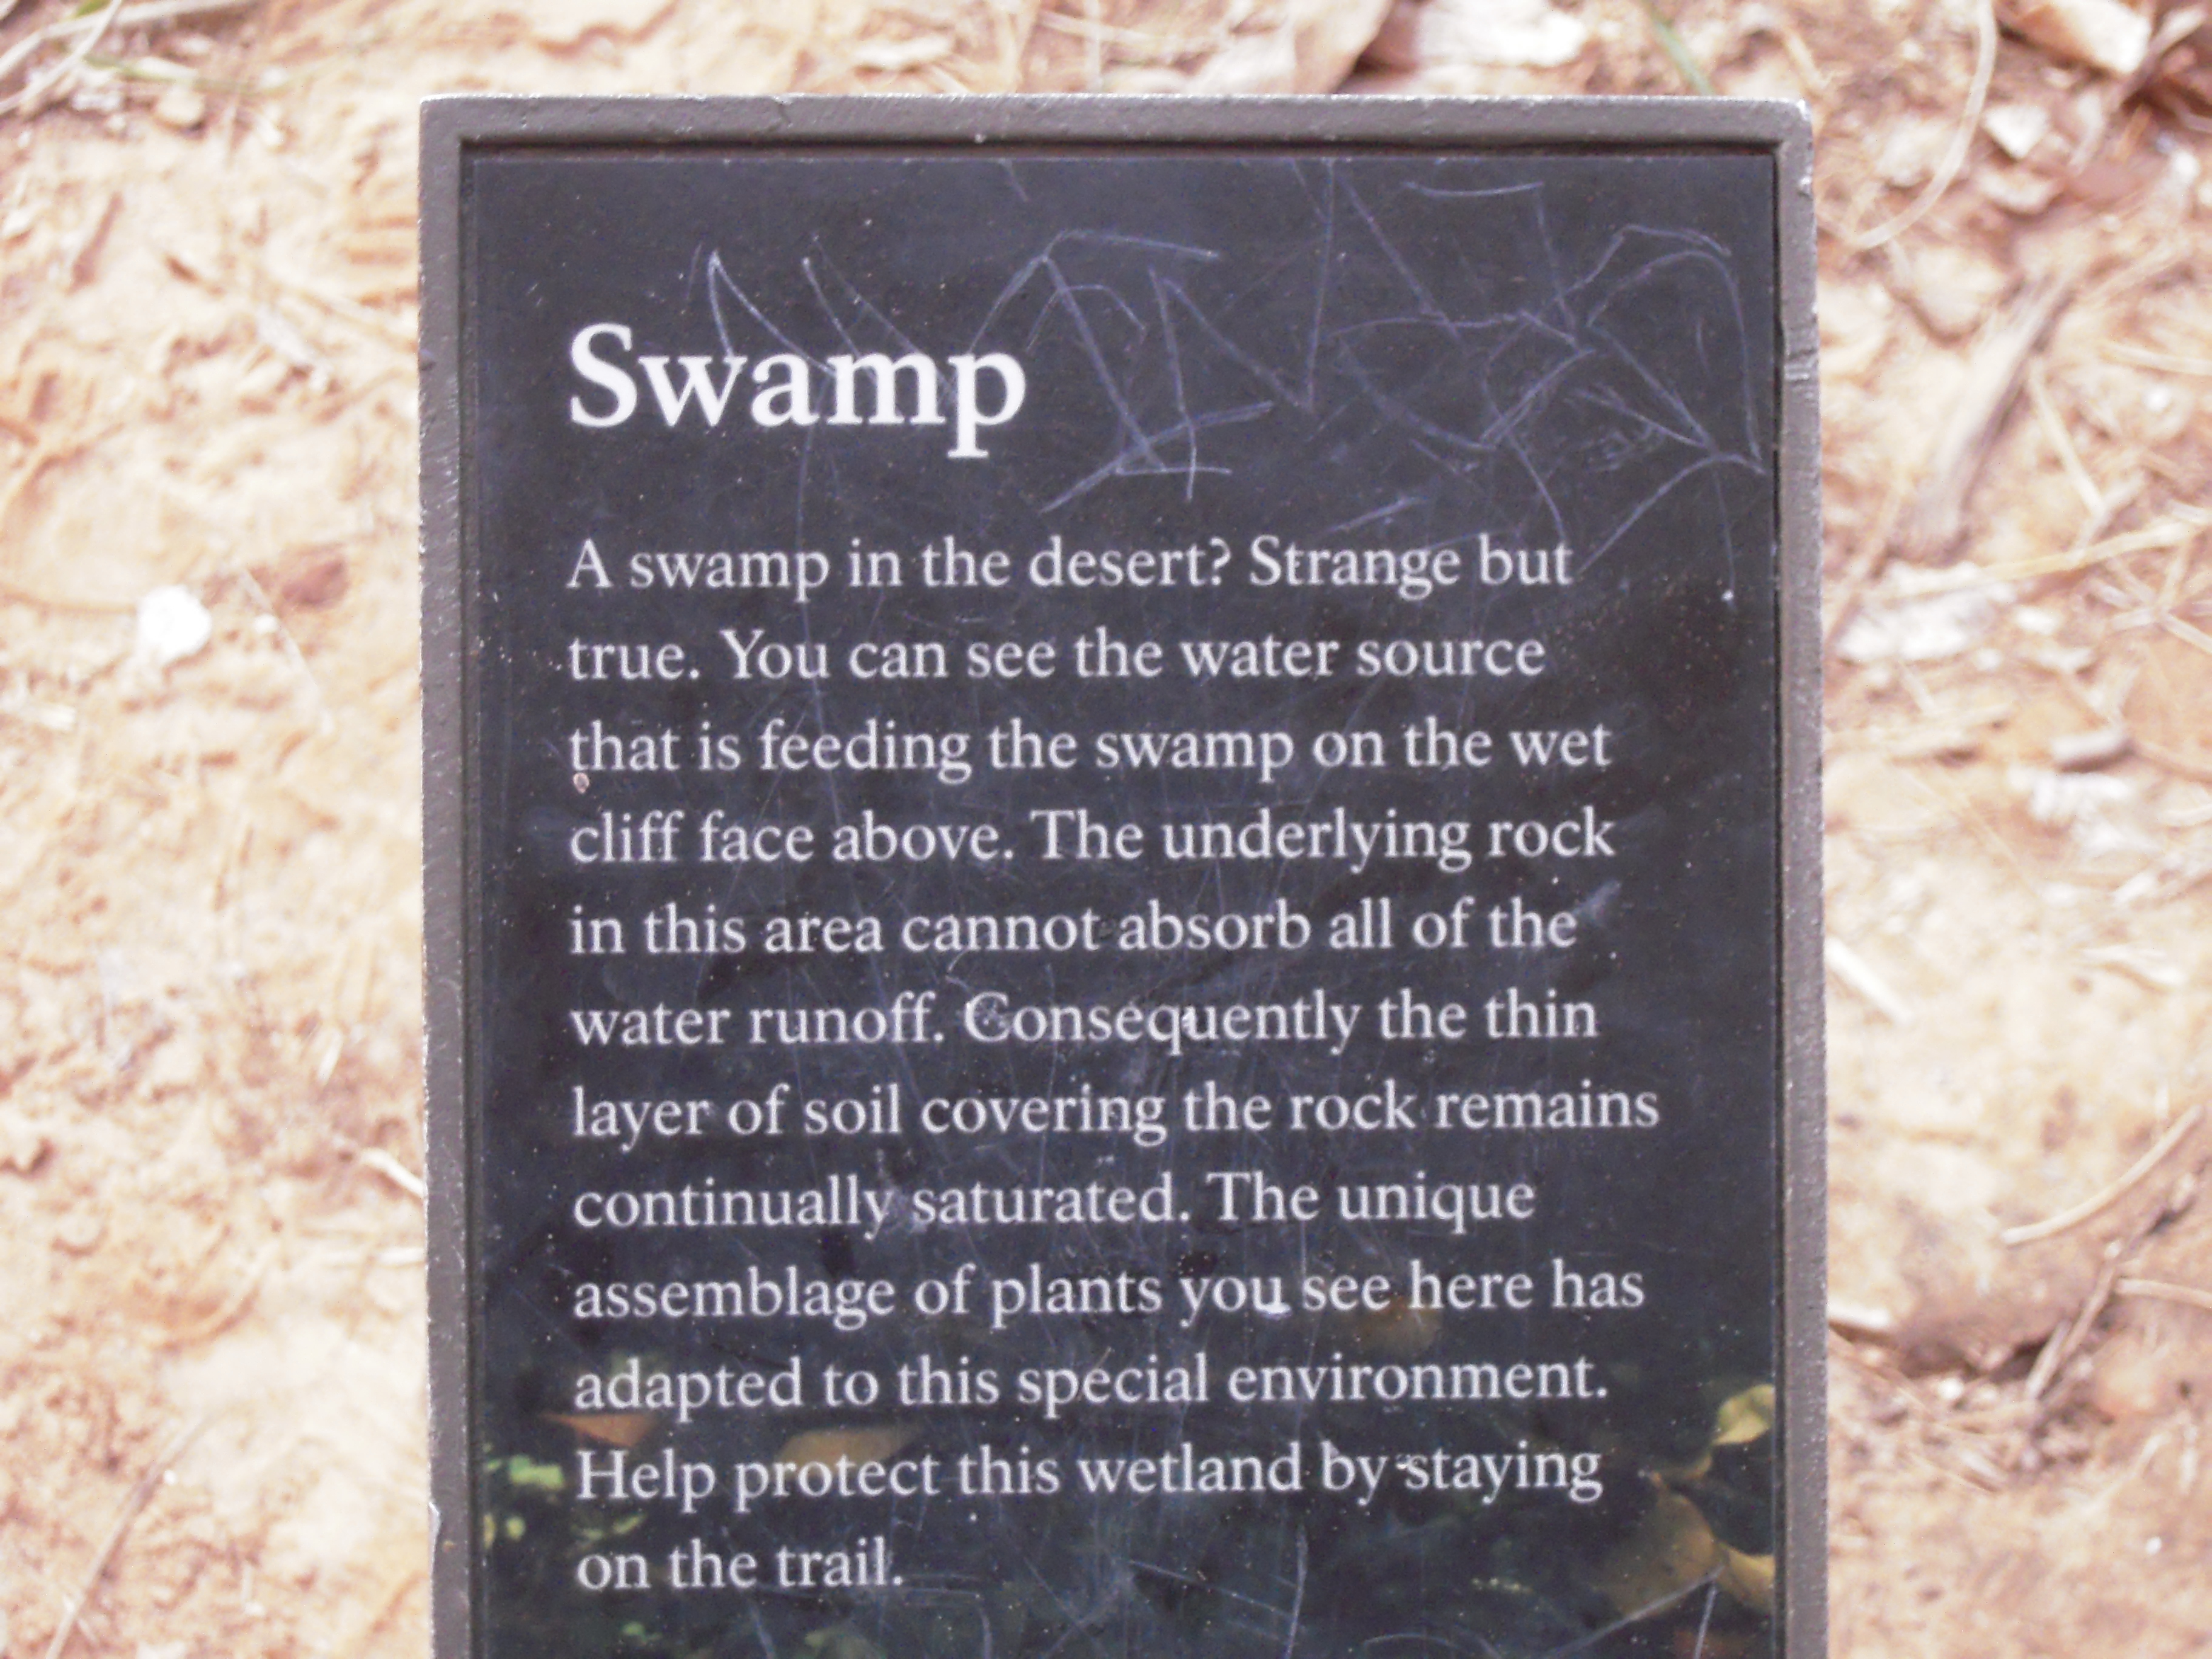 Swamp
A swamp in the desert? Strange but
true. You can see the water source
that is feeding the swamp on the wet
cliff face above. The underlying rock
in this area cannot absorb all of the
water runoff. Consequently the thin
layer of soil covering the rock remains
continually saturated. The unique
assemblage of plants you see here has
adapted to this special environment.
Help protect this wetland by staying
on the trail.